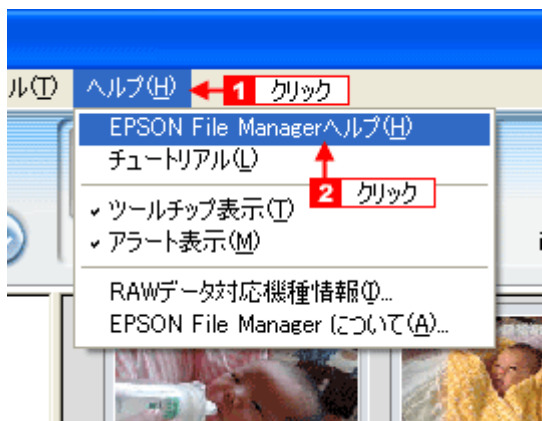 ル(T) ヘルプ(H) 1 クリック
EPSON File Managerヘルプ(H)
チュートリアル(L)
2 クリック
ツールチップ表示(T)
アラート表示(M)
RAWデータ対応機種情報(I)...
EPSON File Manager について(A)...